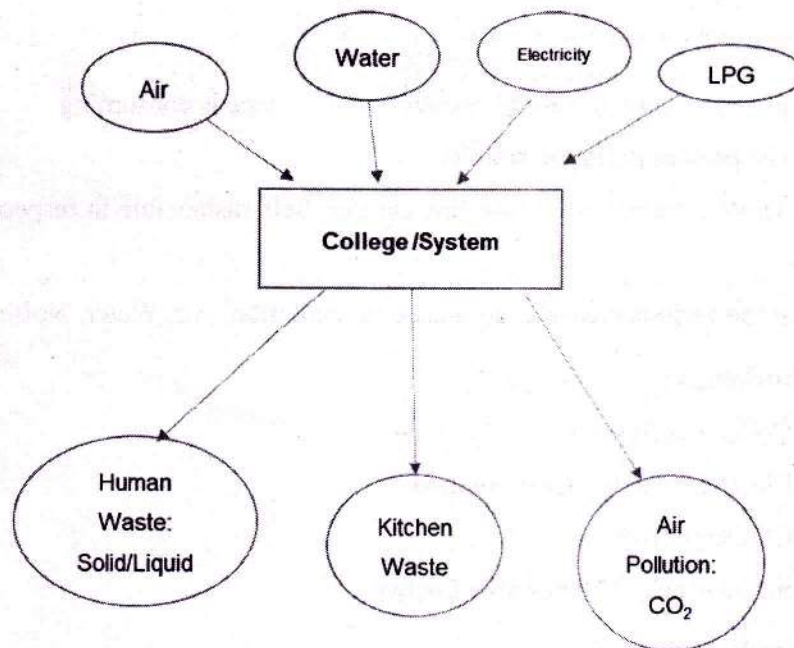 Air
Water
Electricity
LPG
College/System
Human
Waste:
Solid/Liquid
Kitchen
Waste
Air
Pollution:
CO₂